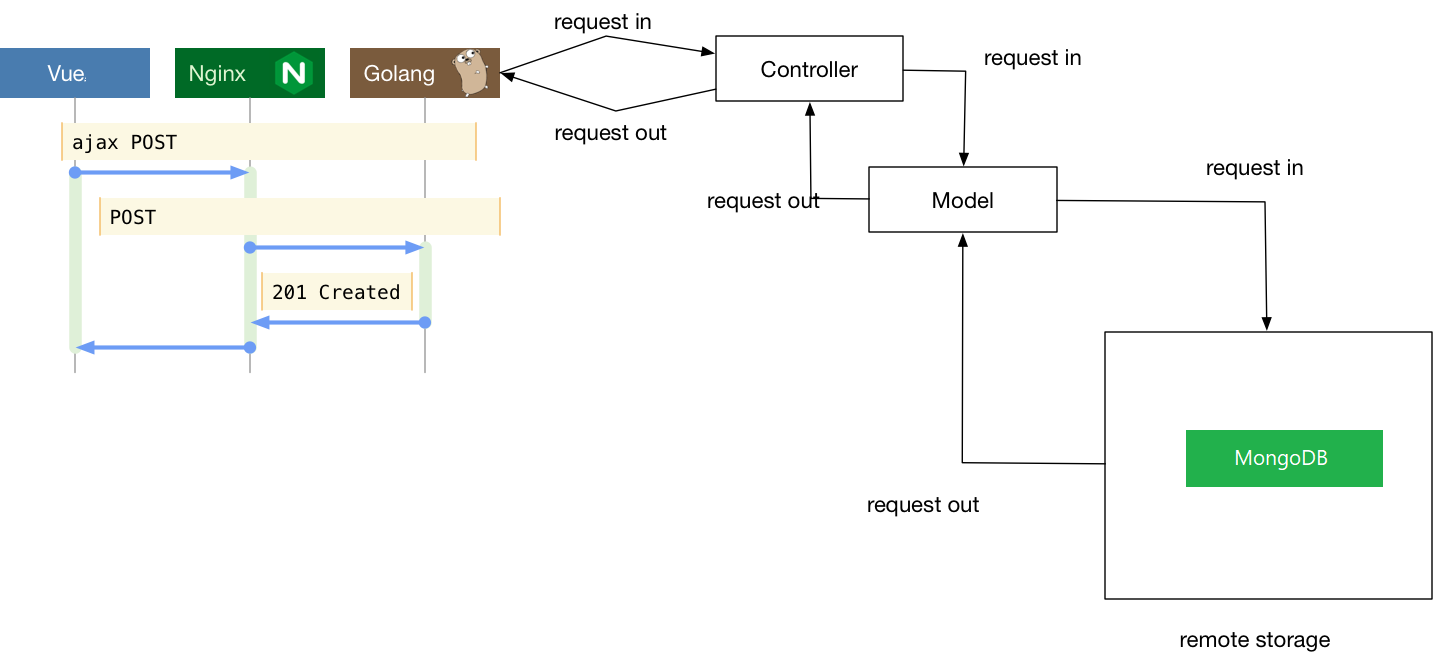 request in
Vue
Nginx
Golang
Controller
request in
request out
ajax POST
request in
Model
request out
POST
201 Created
MongoDB
request out
remote storage